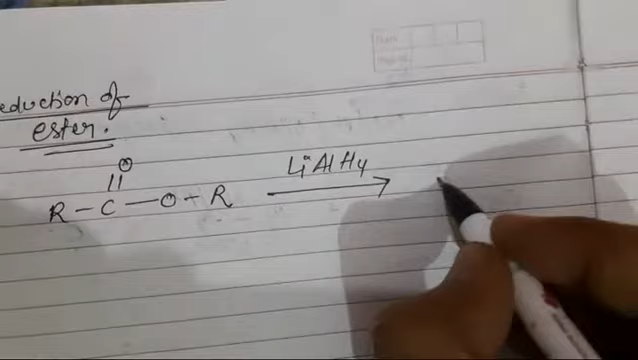 eduction of
ester.
O
||
R - C - O + R
LiAlH4